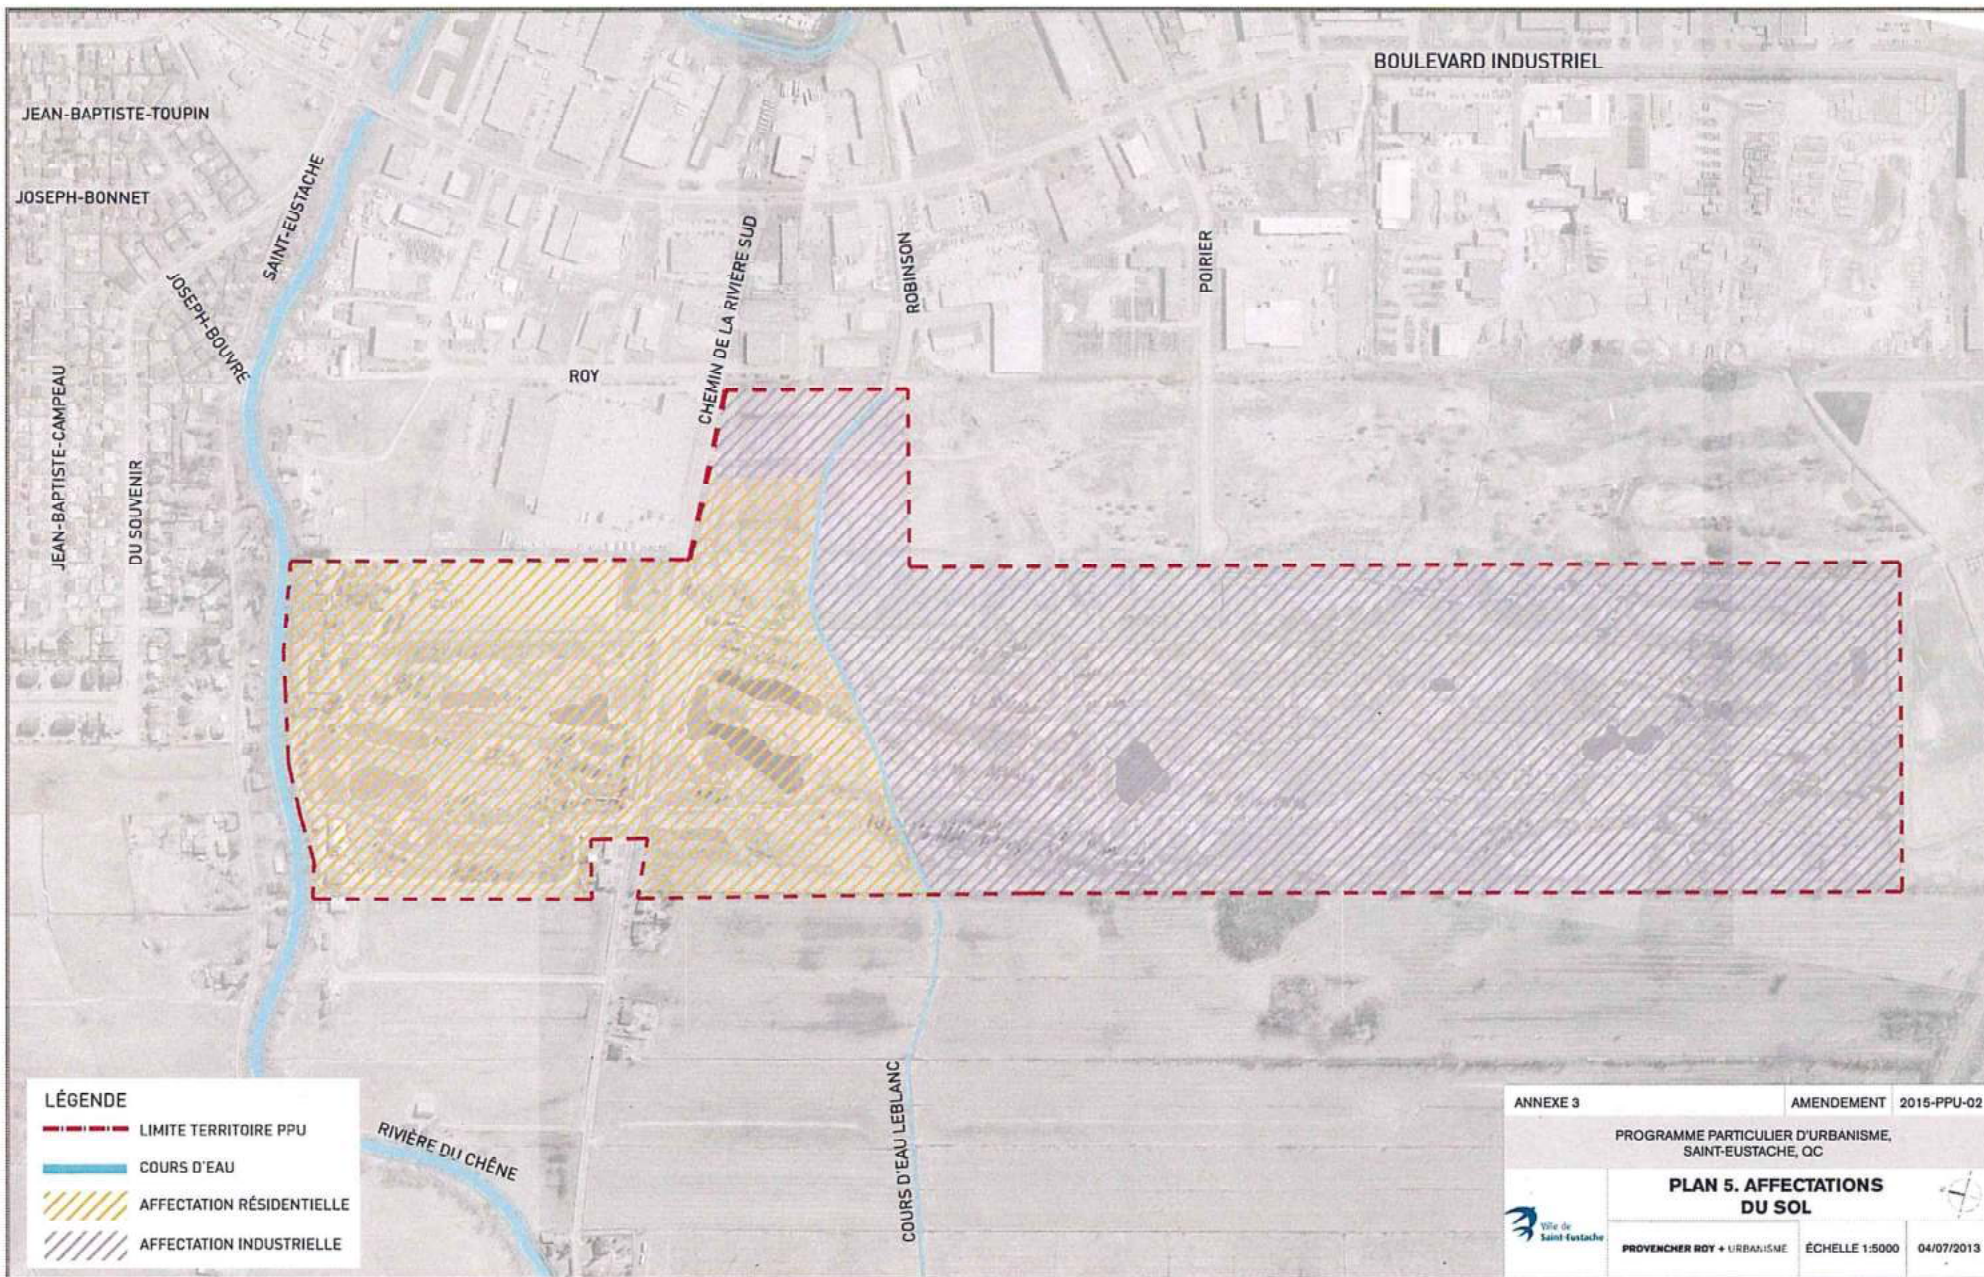 BOULEVARD INDUSTRIEL
JEAN-BAPTISTE-TOUPIN
JOSEPH-BONNET
SAINT-EUSTACHE
JOSEPH-BOUVRE
CHEMIN DE LA RIVIÈRE SUD
ROBINSON
POIRIER
ROY
JEAN-BAPTISTE-CAMPEAU
DU SOUVENIR
COURS D'EAU LEBLANC
RIVIÈRE DU CHÊNE
LÉGENDE
LIMITE TERRITOIRE PPU
COURS D'EAU
AFFECTATION RÉSIDENTIELLE
AFFECTATION INDUSTRIELLE
ANNEXE 3
AMENDEMENT 2015-PPU-02
PROGRAMME PARTICULIER D'URBANISME,
SAINT-EUSTACHE, QC
PLAN 5. AFFECTATIONS
DU SOL
Ville de
Saint-Eustache
PROVENCHER ROY + URBANISME
ÉCHELLE 1:5000
04/07/2013